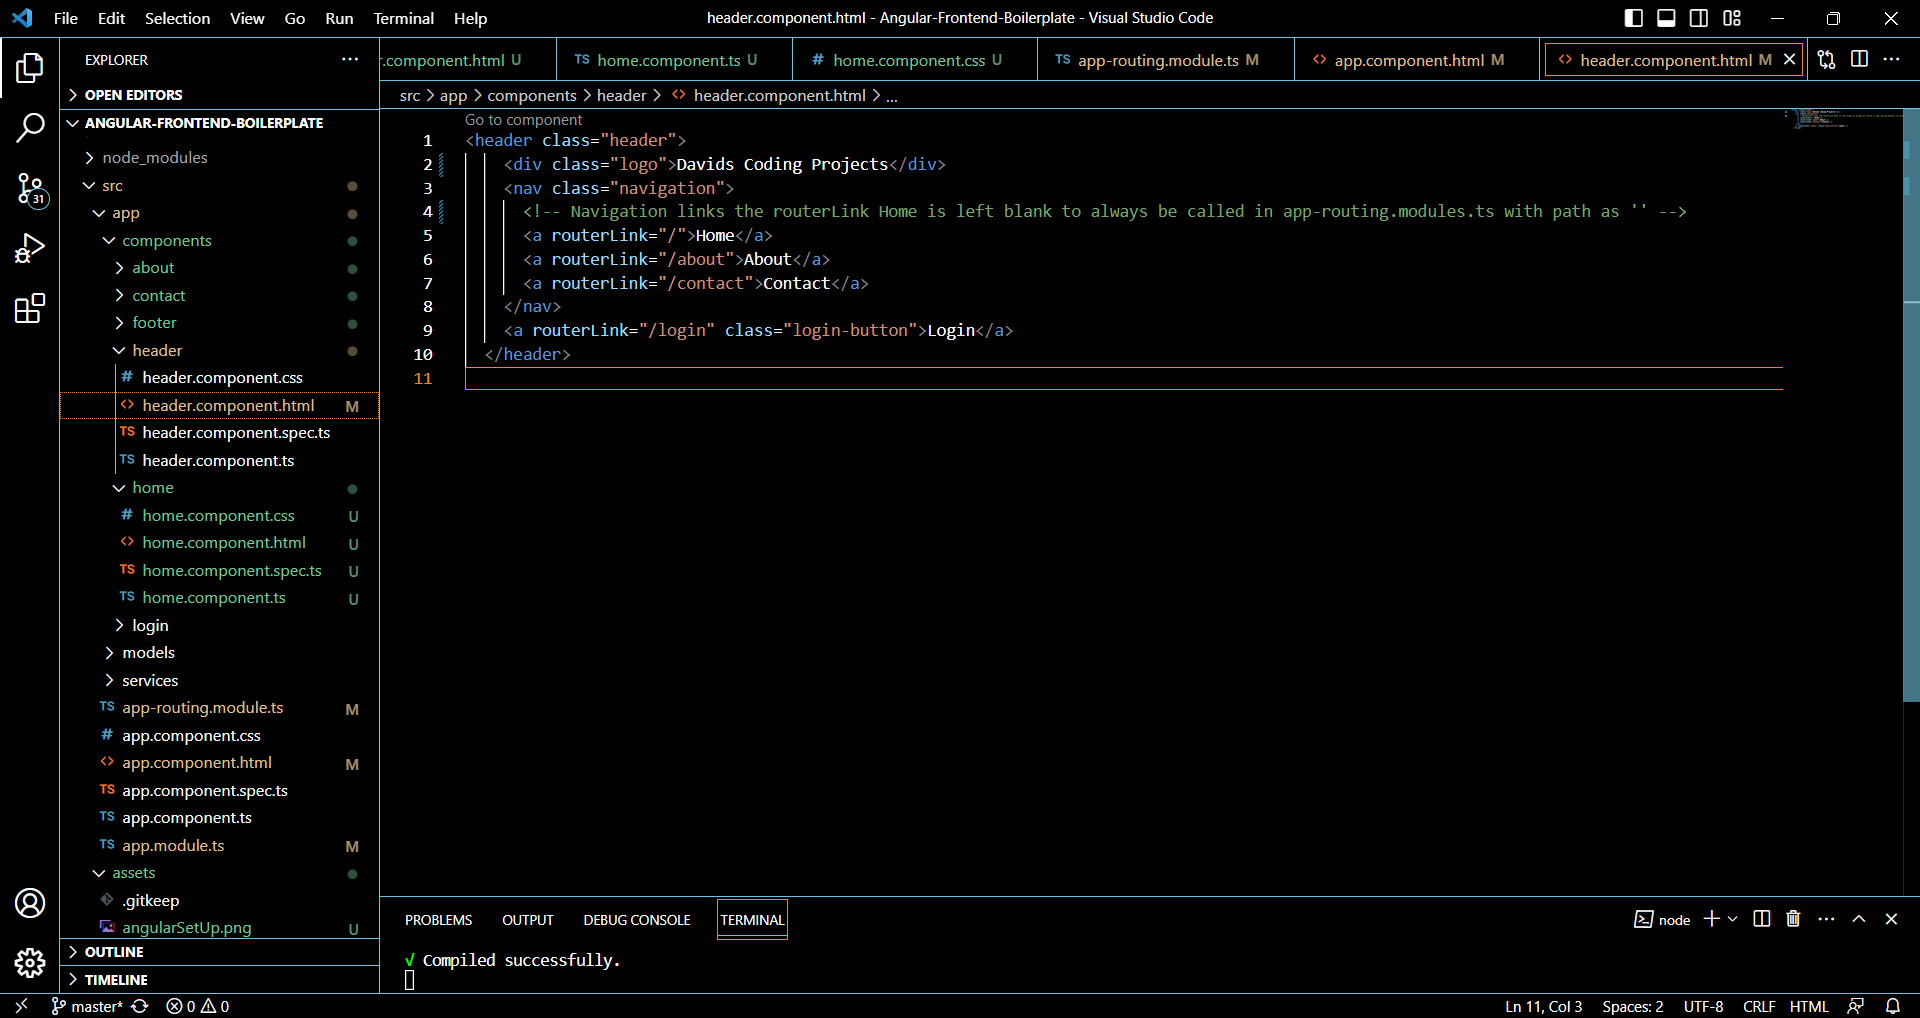 File Edit Selection View Go Run Terminal Help
header.component.html - Angular-Frontend-Boilerplate - Visual Studio Code
EXPLORER
.component.html U
TS home.component.ts U
# home.component.css U
TS app-routing.module.ts M
<> app.component.html M
<> header.component.html M
OPEN EDITORS
ANGULAR-FRONTEND-BOILERPLATE
node_modules
src
app
components
about
contact
footer
header
# header.component.css
<> header.component.html M
TS header.component.spec.ts
TS header.component.ts
home
# home.component.css U
<> home.component.html U
TS home.component.spec.ts U
TS home.component.ts U
login
models
services
TS app-routing.module.ts M
# app.component.css
<> app.component.html M
TS app.component.spec.ts
TS app.component.ts
TS app.module.ts M
assets
.gitkeep
angularSetUp.png U
OUTLINE
TIMELINE
31
src > app > components > header > <> header.component.html > ...
Go to component
1 <header class="header">
2 <div class="logo">Davids Coding Projects</div>
3 <nav class="navigation">
4 <!-- Navigation links the routerLink Home is left blank to always be called in app-routing.modules.ts with path as '' -->
5 <a routerLink="/">Home</a>
6 <a routerLink="/about">About</a>
7 <a routerLink="/contact">Contact</a>
8 </nav>
9 <a routerLink="/login" class="login-button">Login</a>
10 </header>
11
PROBLEMS OUTPUT DEBUG CONSOLE TERMINAL
node
√ Compiled successfully.
master* 0 0
Ln 11, Col 3 Spaces: 2 UTF-8 CRLF HTML